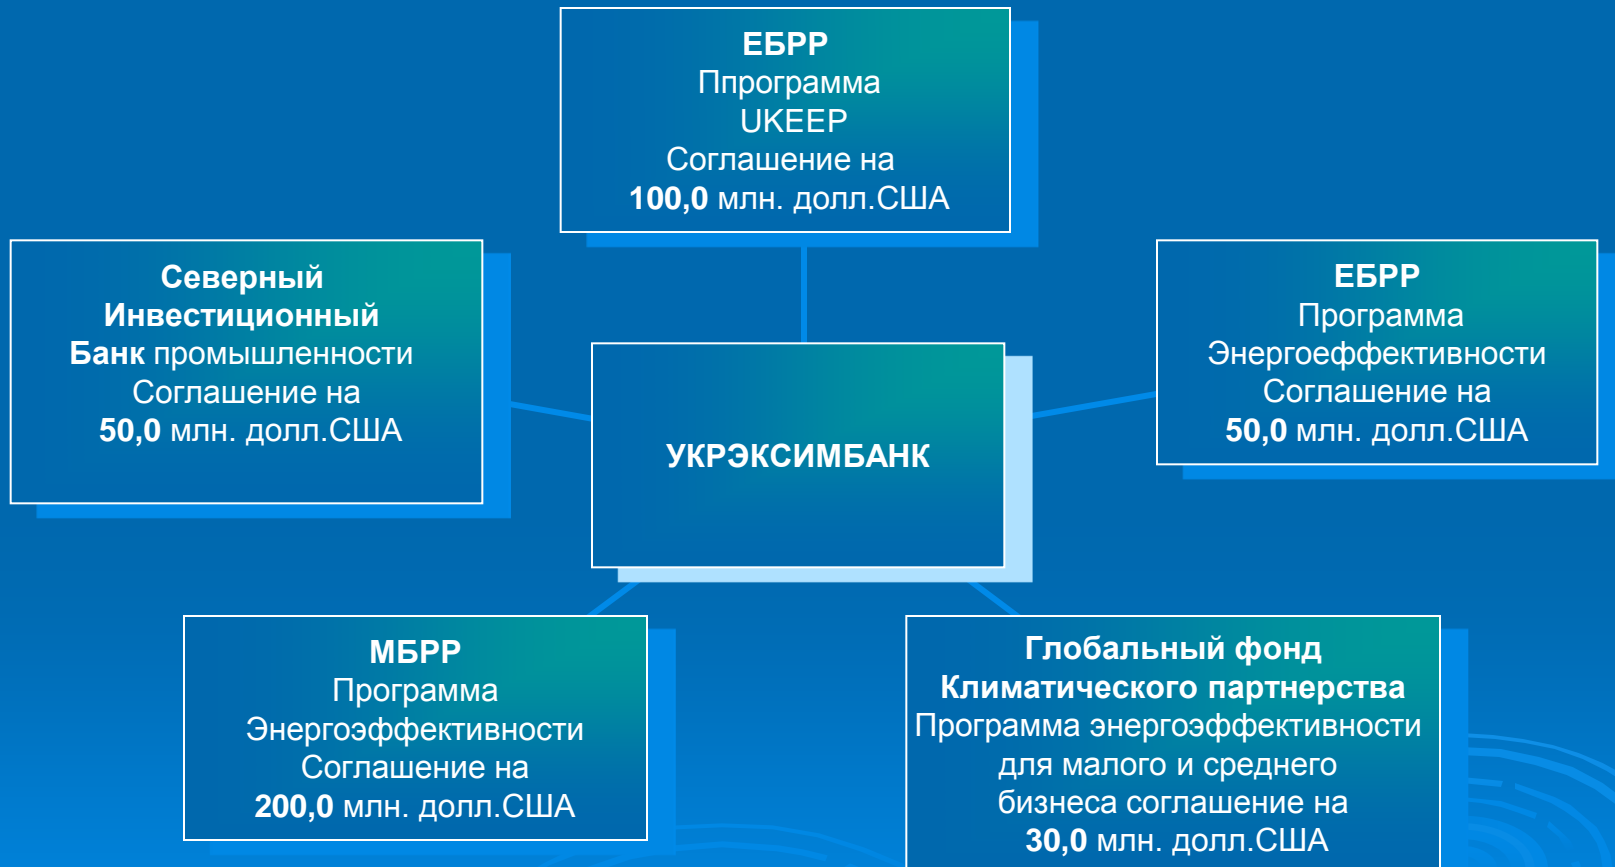 ЕБРР
Ппрограмма
UKEEP
Соглашение на
100,0 млн. долл.США
Северный
Инвестиционный
Банк промышленности
Соглашение на
50,0 млн. долл.США
ЕБРР
Программа
Энергоеффективности
Соглашение на
50,0 млн. долл.США
УКРЭКСИМБАНК
МБРР
Программа
Энергоэффективности
Соглашение на
200,0 млн. долл.США
Глобальный фонд
Климатического партнерства
Программа энергоэффективности
для малого и среднего
бизнеса соглашение на
30,0 млн. долл.США